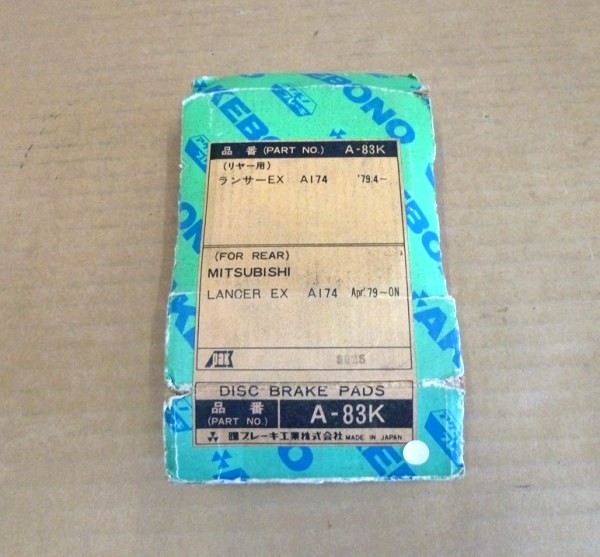 AKEBONO
品番 (PART NO.) A-83K
(リヤー用)
ランサーEX A174 '79.4~
(FOR REAR)
MITSUBISHI
LANCER EX A174 Apr.'79~ON
pak
DISC BRAKE PADS
品番
(PART NO.)
A-83K
曙ブレーキ工業株式会社 MADE IN JAPAN